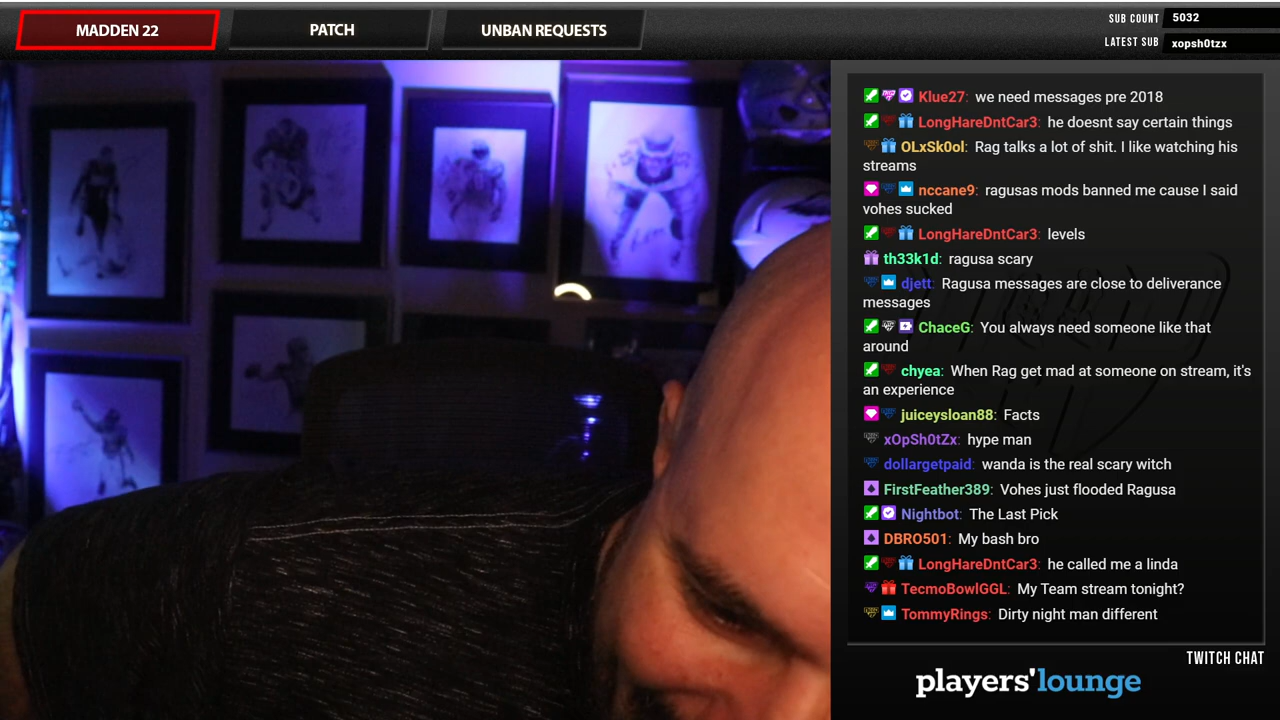 MADDEN 22
PATCH
UNBAN REQUESTS
SUB COUNT 5032
LATEST SUB xopsh0tzx
Klue27: we need messages pre 2018
LongHareDntCar3: he doesnt say certain things
OLxSk0ol: Rag talks a lot of shit. I like watching his
streams
nccane9: ragusas mods banned me cause I said
vohes sucked
LongHareDntCar3: levels
th33k1d: ragusa scary
djett: Ragusa messages are close to deliverance
messages
ChaceG: You always need someone like that
around
chyea: When Rag get mad at someone on stream, it's
an experience
juiceysloan88: Facts
xOpSh0tZx: hype man
dollargetpaid: wanda is the real scary witch
FirstFeather389: Vohes just flooded Ragusa
Nightbot: The Last Pick
DBRO501: My bash bro
LongHareDntCar3: he called me a linda
TecmoBowlGGL: My Team stream tonight?
TommyRings: Dirty night man different
TWITCH CHAT
players'lounge